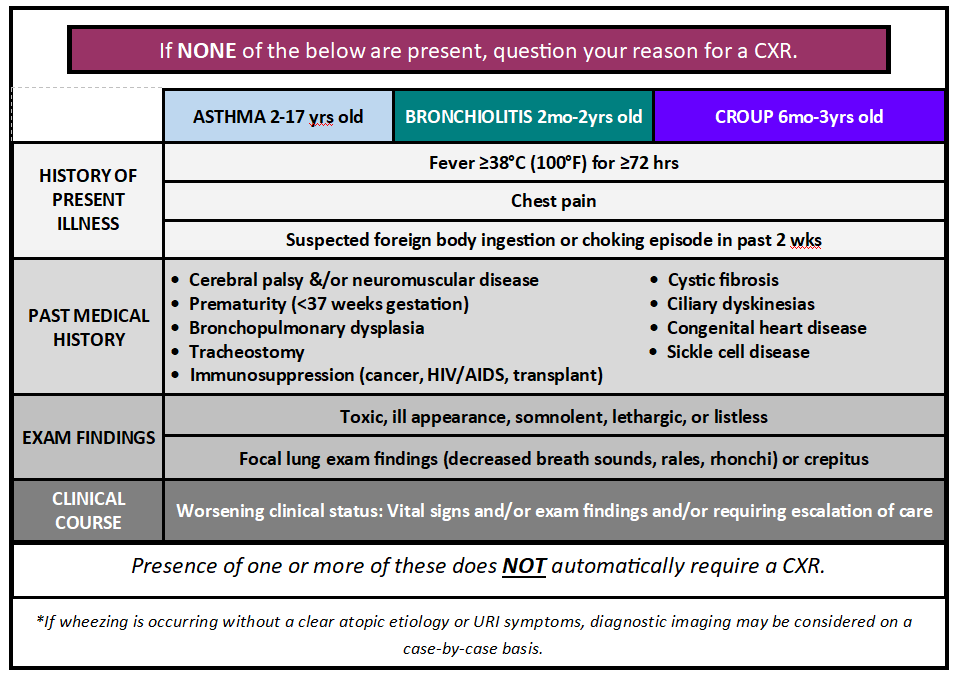 If NONE of the below are present, question your reason for a CXR.
ASTHMA 2-17 yrs old
BRONCHIOLITIS 2mo-2yrs old
CROUP 6mo-3yrs old
HISTORY OF
PRESENT
ILLNESS
Fever ≥38°C (100°F) for ≥72 hrs
Chest pain
Suspected foreign body ingestion or choking episode in past 2 wks
PAST MEDICAL
HISTORY
• Cerebral palsy &/or neuromuscular disease
• Prematurity (<37 weeks gestation)
• Bronchopulmonary dysplasia
• Tracheostomy
• Immunosuppression (cancer, HIV/AIDS, transplant)
• Cystic fibrosis
• Ciliary dyskinesias
• Congenital heart disease
• Sickle cell disease
EXAM FINDINGS
Toxic, ill appearance, somnolent, lethargic, or listless
Focal lung exam findings (decreased breath sounds, rales, rhonchi) or crepitus
CLINICAL
COURSE
Worsening clinical status: Vital signs and/or exam findings and/or requiring escalation of care
Presence of one or more of these does NOT automatically require a CXR.
*If wheezing is occurring without a clear atopic etiology or URI symptoms, diagnostic imaging may be considered on a
case-by-case basis.